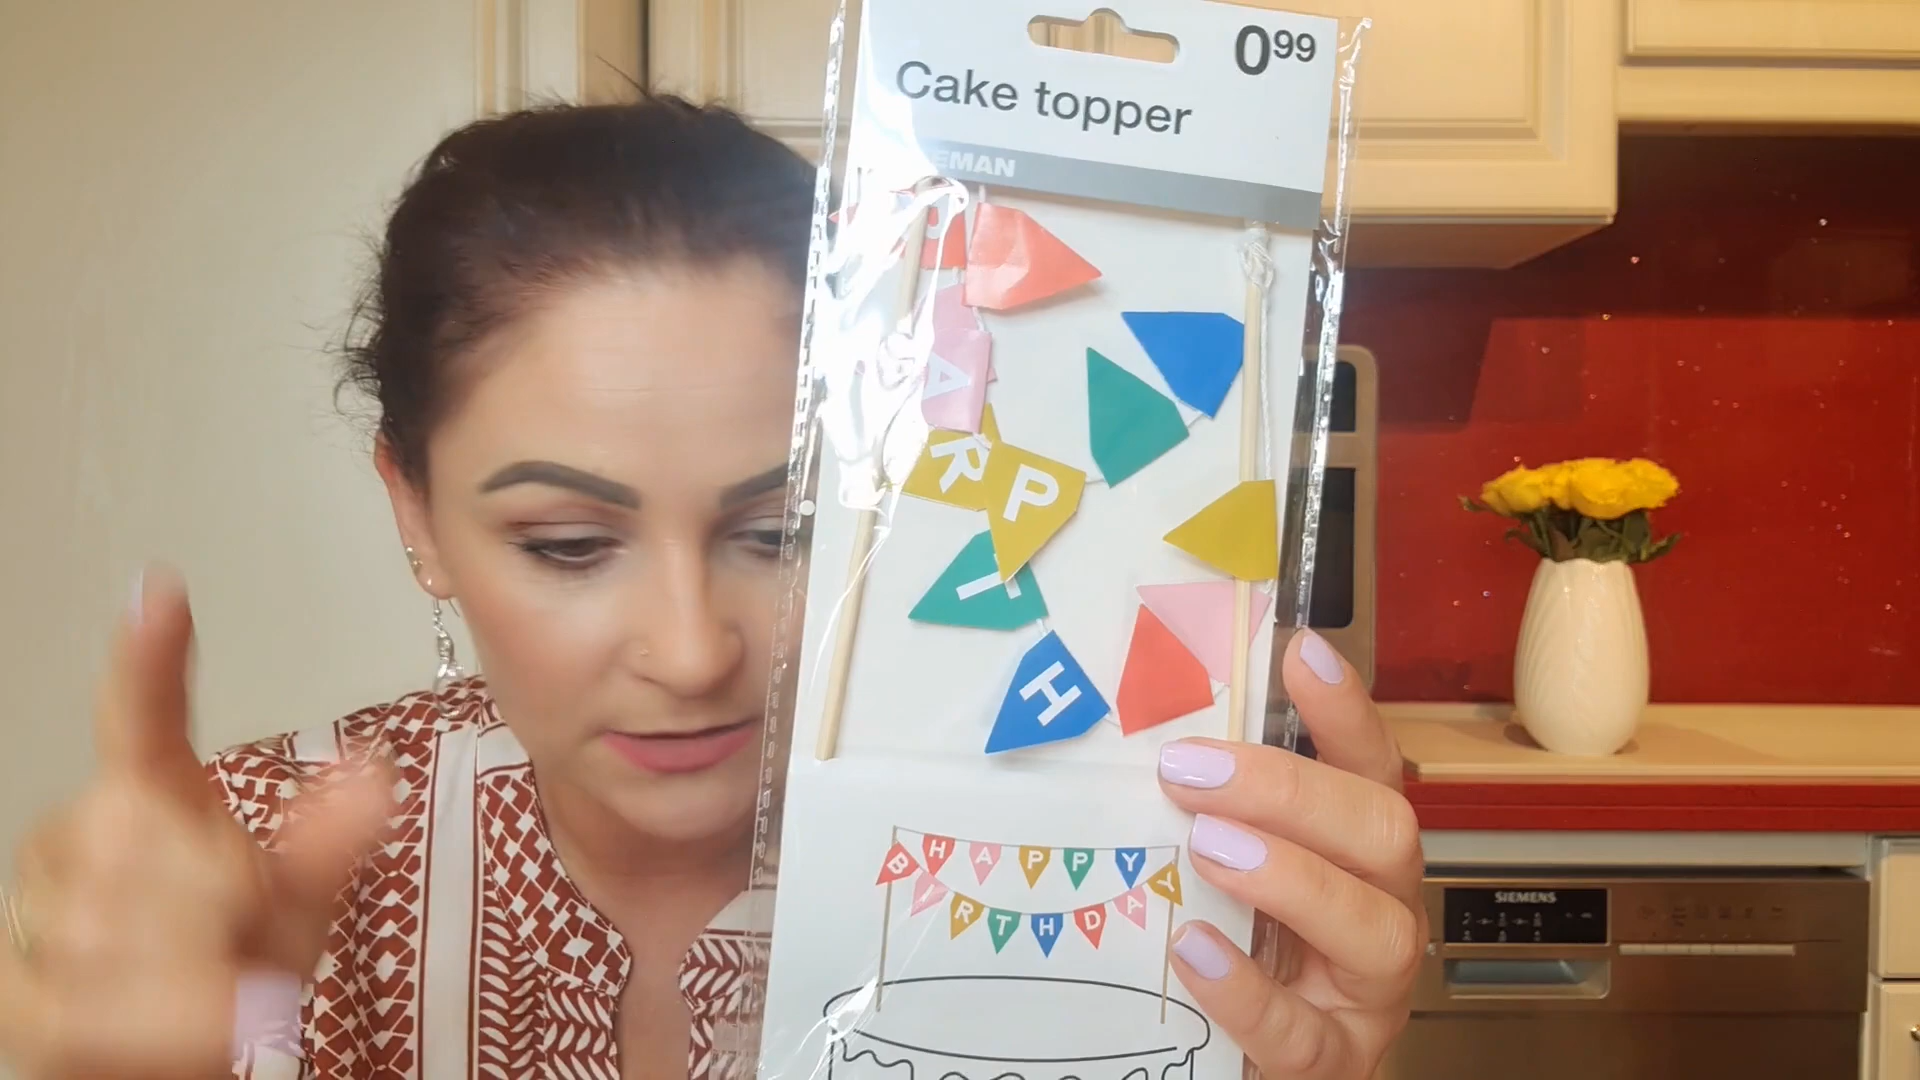 0⁹⁹
Cake topper
EMAN
A
R P
T
H
HAPPY
BIRTHDAY
SIEMENS